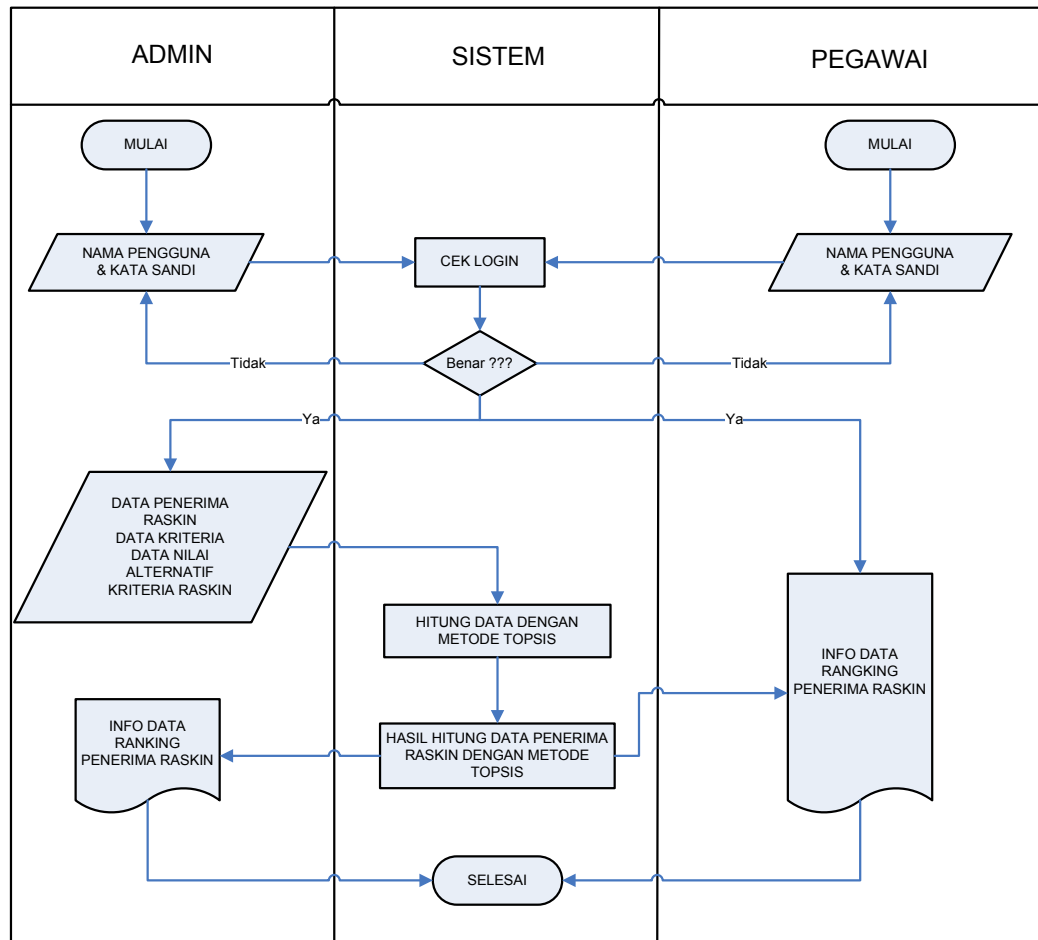 ADMIN
SISTEM
PEGAWAI
MULAI
MULAI
NAMA PENGGUNA
& KATA SANDI
CEK LOGIN
NAMA PENGGUNA
& KATA SANDI
Tidak
Benar ???
Tidak
Ya
Ya
DATA PENERIMA
RASKIN
DATA KRITERIA
DATA NILAI
ALTERNATIF
KRITERIA RASKIN
HITUNG DATA DENGAN
METODE TOPSIS
INFO DATA
RANGKING
PENERIMA RASKIN
INFO DATA
RANKING
PENERIMA RASKIN
HASIL HITUNG DATA PENERIMA
RASKIN DENGAN METODE
TOPSIS
SELESAI